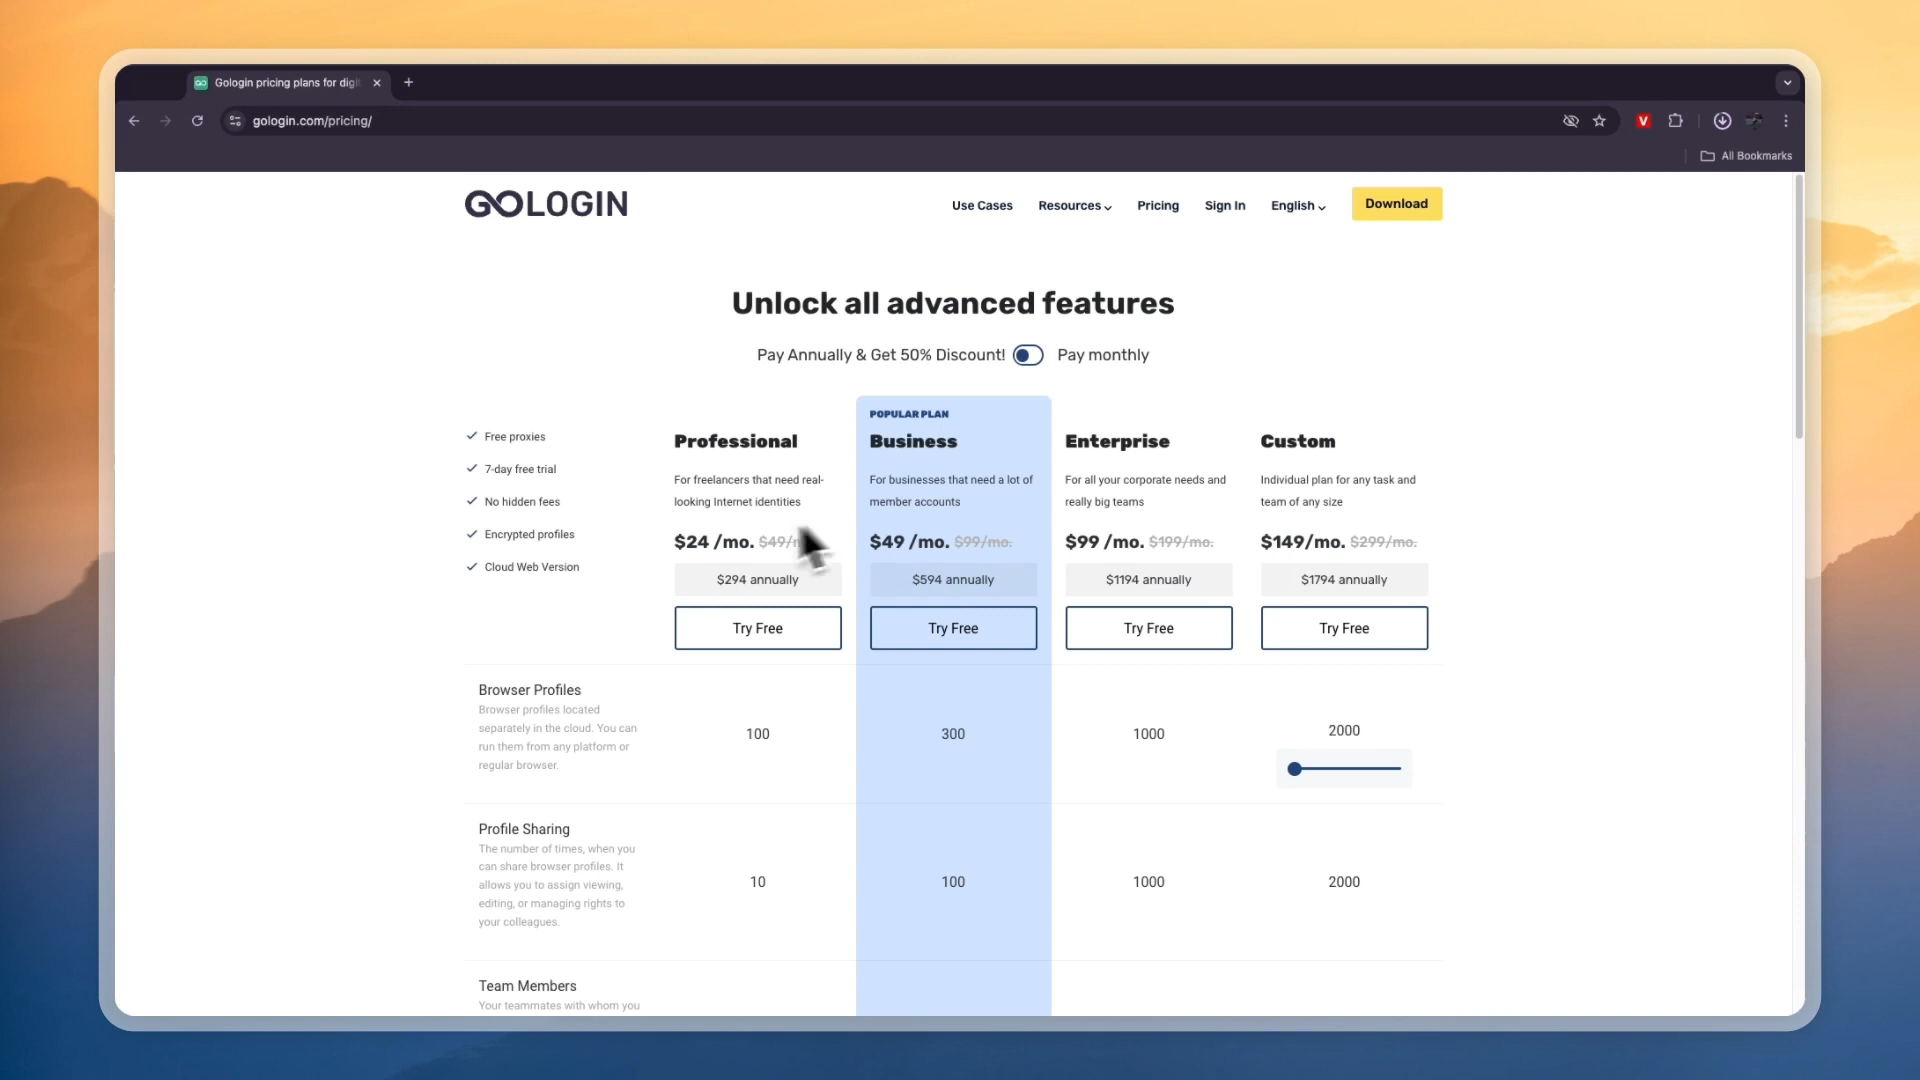 Gologin pricing plans for digi
gologin.com/pricing/
V
All Bookmarks
GOLOGIN
Use Cases
Resources
Pricing
Sign In
English
Download
Unlock all advanced features
Pay Annually & Get 50% Discount!
Pay monthly
Free proxies
7-day free trial
No hidden fees
Encrypted profiles
Cloud Web Version
Professional
For freelancers that need real-
looking Internet identities
$24 /mo. $49/
$294 annually
Try Free
POPULAR PLAN
Business
For businesses that need a lot of
member accounts
$49 /mo. $99/mo.
$594 annually
Try Free
Enterprise
For all your corporate needs and
really big teams
$99 /mo. $199/mo.
$1194 annually
Try Free
Custom
Individual plan for any task and
team of any size
$149/mo. $299/mo.
$1794 annually
Try Free
Browser Profiles
Browser profiles located
separately in the cloud. You can
run them from any platform or
regular browser.
100
300
1000
2000
Profile Sharing
The number of times, when you
can share browser profiles. It
allows you to assign viewing,
editing, or managing rights to
your colleagues.
10
100
1000
2000
Team Members
Your teammates with whom you